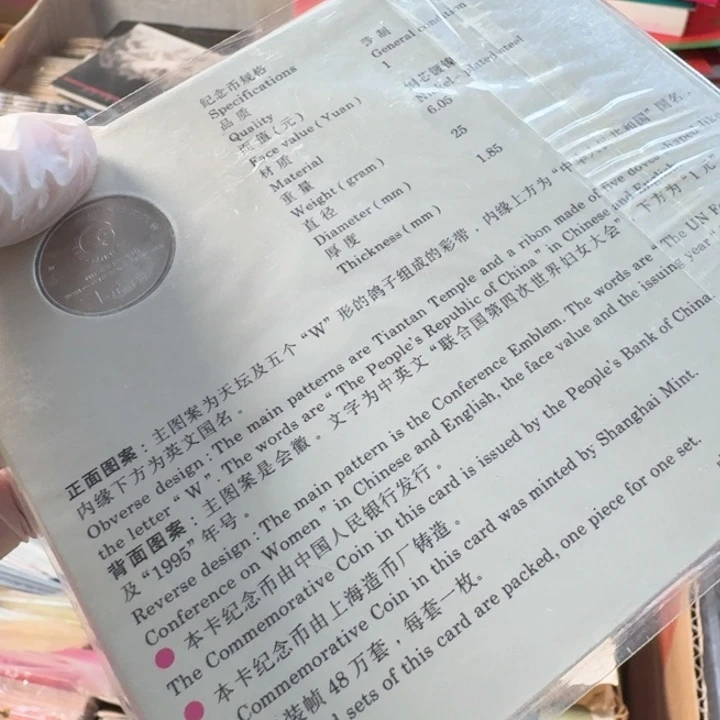 纪念币规格
Specifications
品质 普制
Quality General condition
面值(元) 1
Face value (Yuan)
材质 钢芯镀镍
Material Nickel-plated steel
重量 6.05
Weight (gram)
直径 25
Diameter (mm)
厚度 1.85
Thickness (mm)
正面图案:主图案为天坛及五个“W”形的鸽子组成的彩带,内缘上方为“中华人民共和国”国名,
内缘下方为英文国名。
Obverse design: The main patterns are Tiantan Temple and a ribon made of five doves shaped like
the letter “W”. The words are “The People's Republic of China” in Chinese and English.
背面图案:主图案是会徽。文字为中英文“联合国第四次世界妇女大会” 下方为“1元”
及“1995”年号。
Reverse design: The main pattern is the Conference Emblem. The words are “The UN
Conference on Women” in Chinese and English, the face value and the issuing year
本卡纪念币由中国人民银行发行。
The Commemorative Coin in this card is issued by the People's Bank of China.
本卡纪念币由上海造币厂铸造。
Commemorative Coin in this card was minted by Shanghai Mint.
装帧48万套,每套一枚。
sets of this card are packed, one piece for one set.